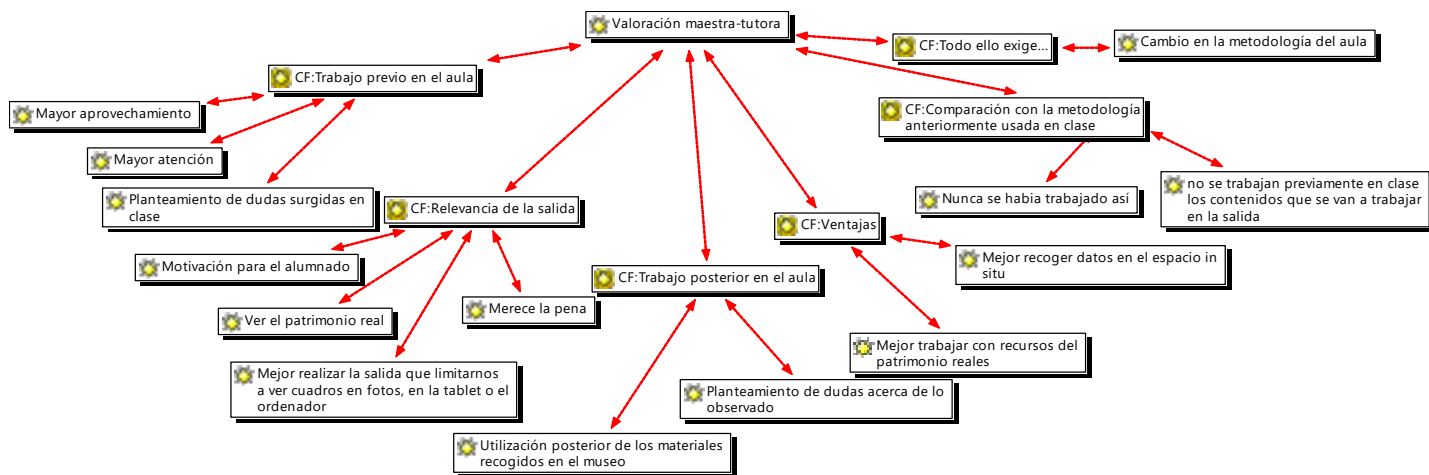 Valoración maestra-tutora
CF:Todo ello exige...
Cambio en la metodología del aula
CF:Trabajo previo en el aula
Mayor aprovechamiento
CF:Comparación con la metodología
anteriormente usada en clase
Mayor atención
Planteamiento de dudas surgidas en
clase
CF:Relevancia de la salida
Nunca se habia trabajado así
no se trabajan previamente en clase
los contenidos que se van a trabajar
en la salida
CF:Ventajas
Motivación para el alumnado
CF:Trabajo posterior en el aula
Mejor recoger datos en el espacio in
situ
Ver el patrimonio real
Merece la pena
Mejor trabajar con recursos del
patrimonio reales
Mejor realizar la salida que limitarnos
a ver cuadros en fotos, en la tablet o el
ordenador
Planteamiento de dudas acerca de lo
observado
Utilización posterior de los materiales
recogidos en el museo